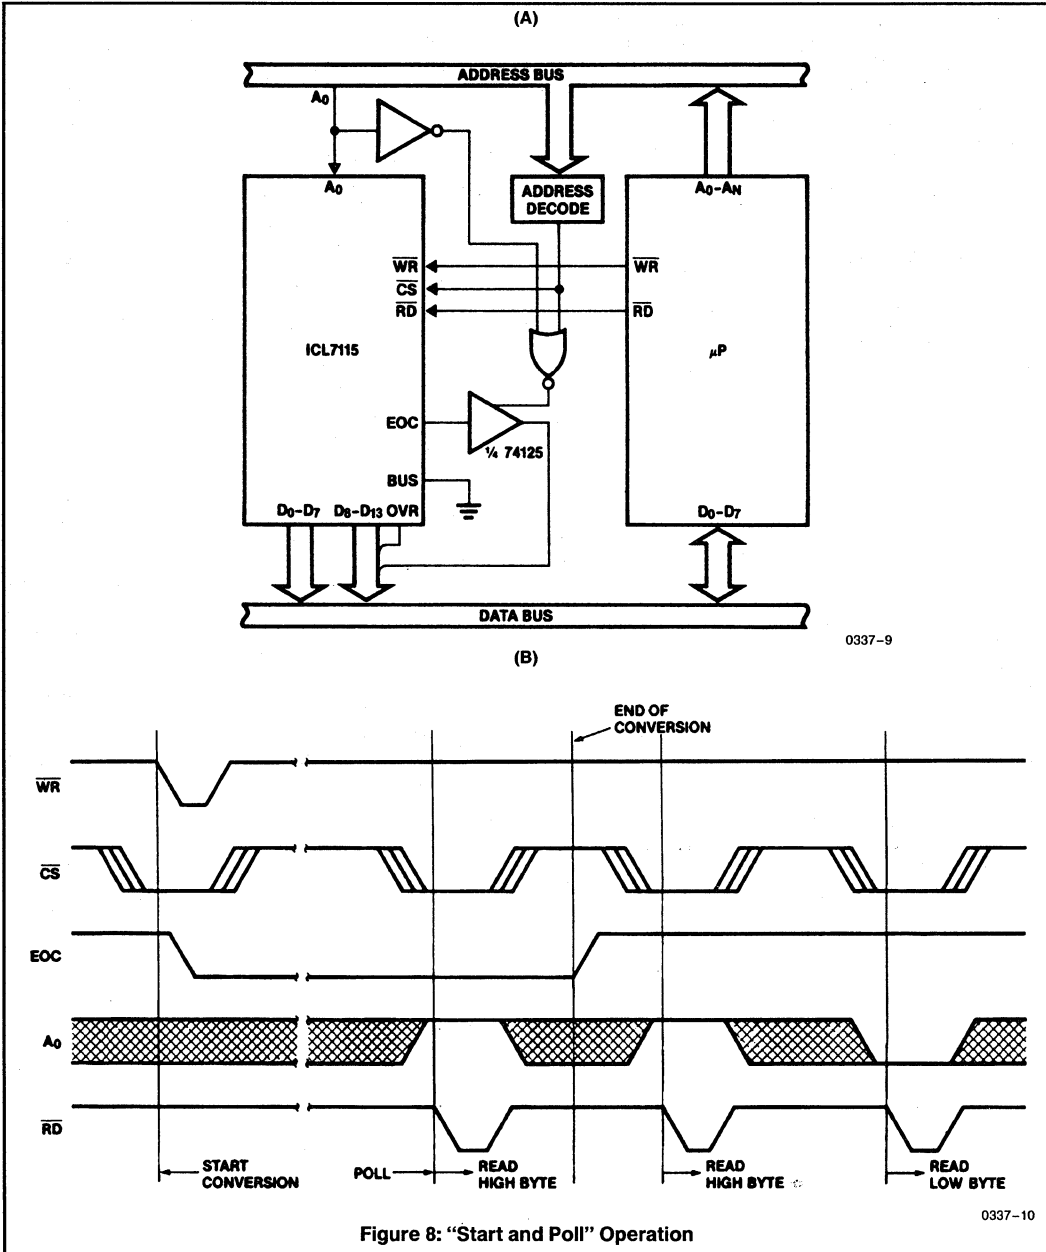 (A)
ADDRESS BUS
A0
A0
ADDRESS
DECODE
A0-AN
WR
WR
CS
RD
RD
ICL7115
μP
EOC
¼ 74125
BUS
D0-D7 D8-D13 OVR
D0-D7
DATA BUS
0337-9
(B)
END OF
CONVERSION
WR
CS
EOC
A0
RD
START
CONVERSION
POLL
READ
HIGH BYTE
READ
HIGH BYTE
READ
LOW BYTE
0337-10
Figure 8: “Start and Poll” Operation